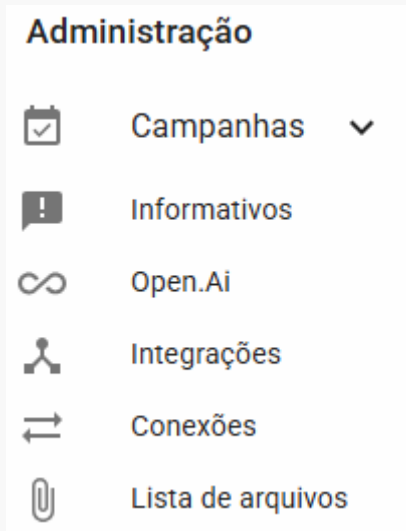 Administração
Campanhas
Informativos
Open.Ai
Integrações
Conexões
Lista de arquivos